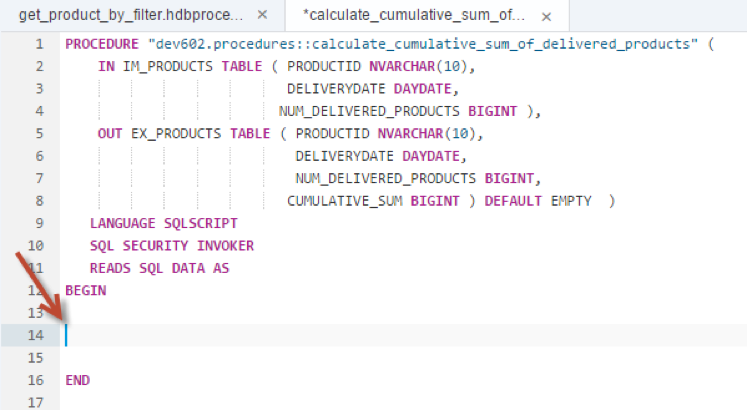 get_product_by_filter.hdbproce... ×  *calculate_cumulative_sum_of... ×
1 PROCEDURE "dev602.procedures::calculate_cumulative_sum_of_delivered_products" (
2 IN IM_PRODUCTS TABLE ( PRODUCTID NVARCHAR(10),
3 DELIVERYDATE DAYDATE,
4 NUM_DELIVERED_PRODUCTS BIGINT ),
5 OUT EX_PRODUCTS TABLE ( PRODUCTID NVARCHAR(10),
6 DELIVERYDATE DAYDATE,
7 NUM_DELIVERED_PRODUCTS BIGINT,
8 CUMULATIVE_SUM BIGINT ) DEFAULT EMPTY )
9 LANGUAGE SQLSCRIPT
10 SQL SECURITY INVOKER
11 READS SQL DATA AS
12 BEGIN
13
14
15
16 END
17